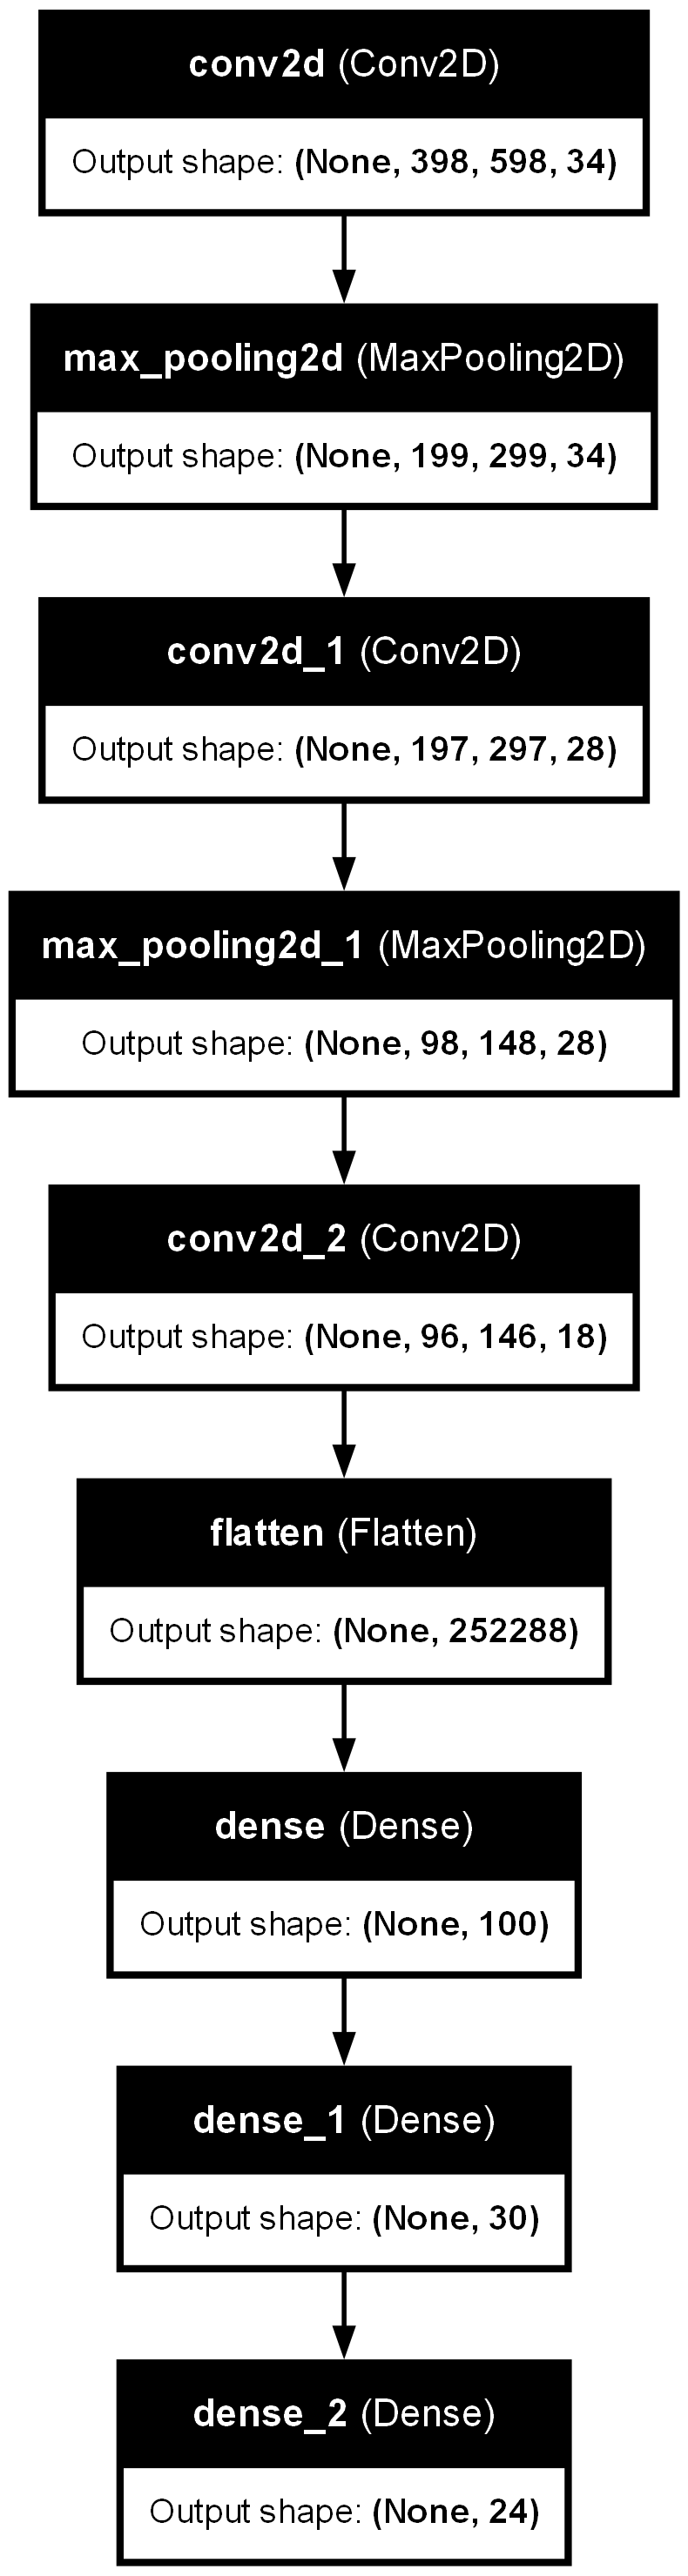 conv2d (Conv2D)
Output shape: (None, 398, 598, 34)
max_pooling2d (MaxPooling2D)
Output shape: (None, 199, 299, 34)
conv2d_1 (Conv2D)
Output shape: (None, 197, 297, 28)
max_pooling2d_1 (MaxPooling2D)
Output shape: (None, 98, 148, 28)
conv2d_2 (Conv2D)
Output shape: (None, 96, 146, 18)
flatten (Flatten)
Output shape: (None, 252288)
dense (Dense)
Output shape: (None, 100)
dense_1 (Dense)
Output shape: (None, 30)
dense_2 (Dense)
Output shape: (None, 24)